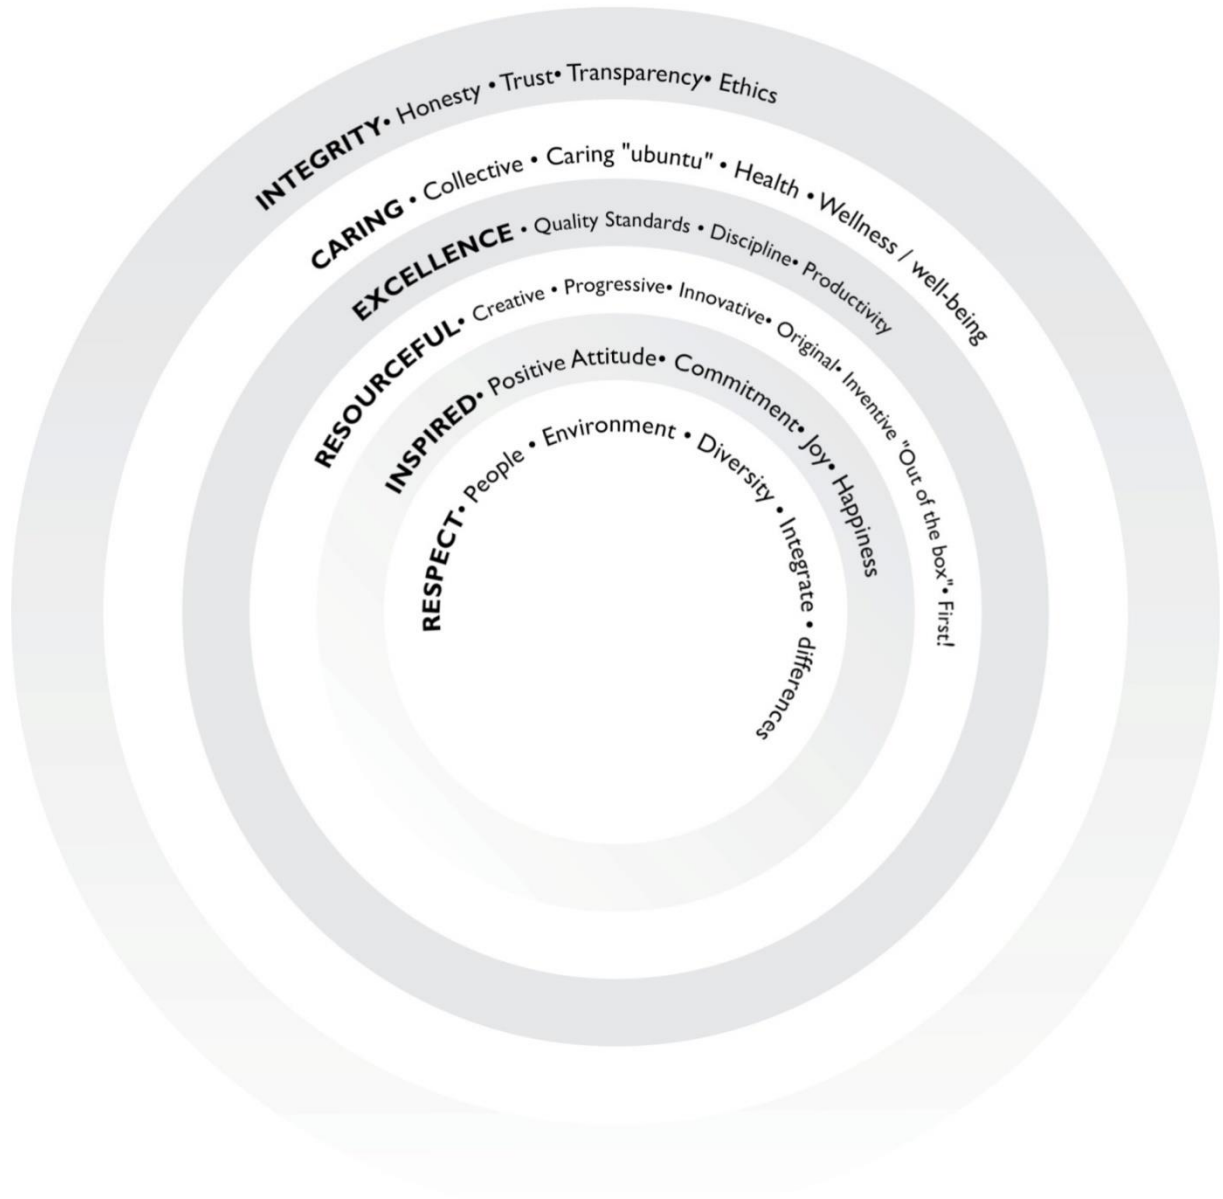 INTEGRITY• Honesty • Trust• Transparency• Ethics
CARING • Collective • Caring "ubuntu" • Health • Wellness / well-being
EXCELLENCE • Quality Standards • Discipline• Productivity
RESOURCEFUL• Creative • Progressive• Innovative• Original• Inventive "Out of the box"• First!
INSPIRED• Positive Attitude• Commitment• Joy• Happiness
RESPECT• People • Environment • Diversity • Integrate • differences